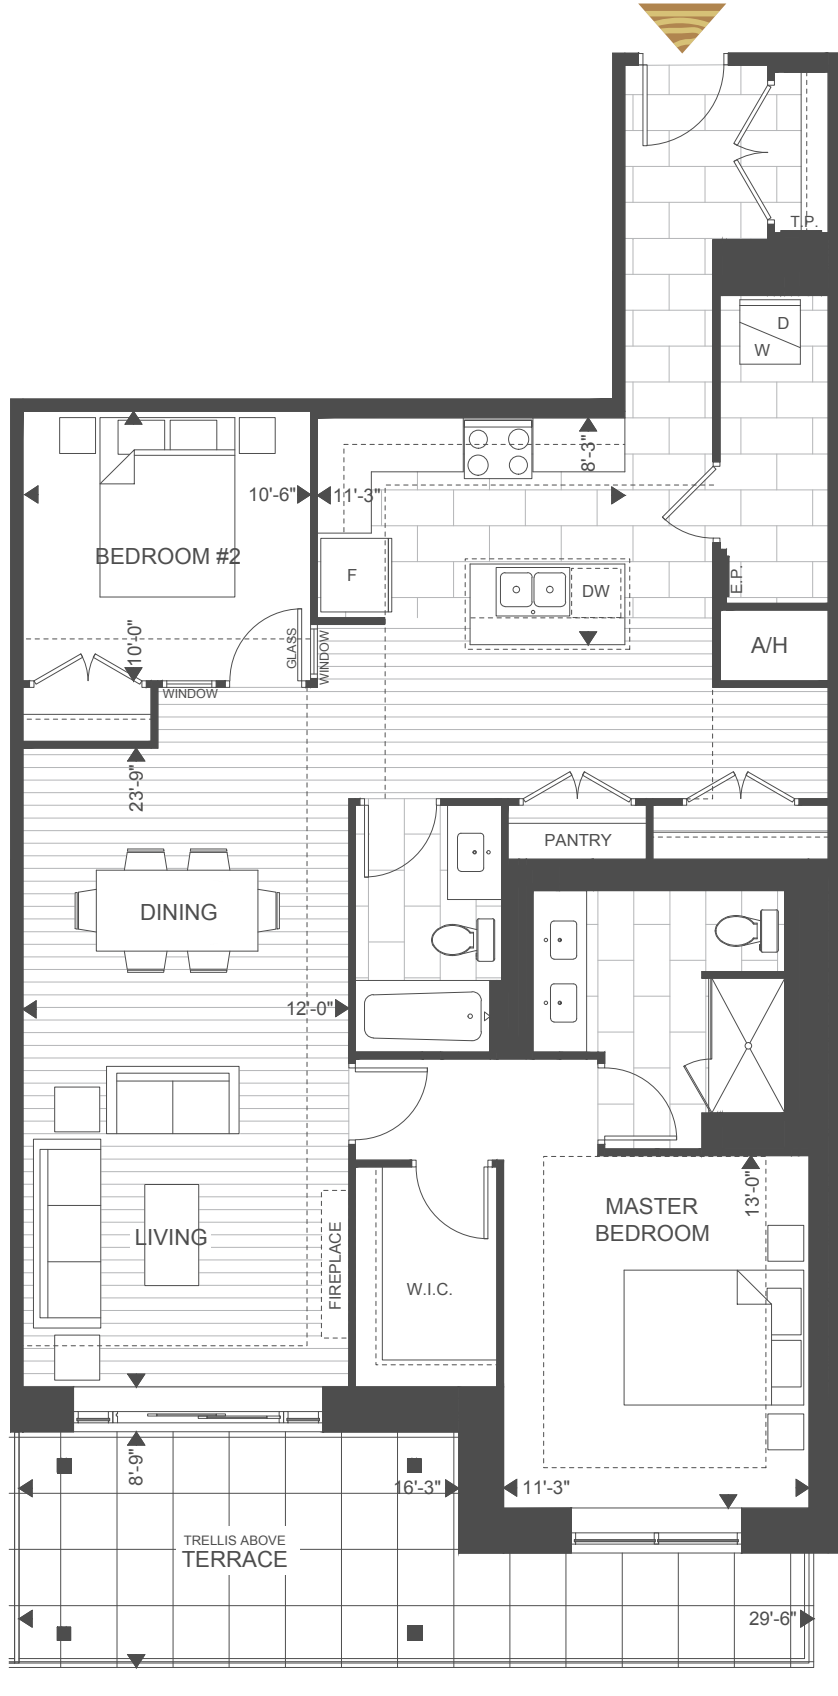 T.P.
D
W
8'-3"
10'-6"
11'-3"
BEDROOM #2
F
DW
E.P.
10'-0"
GLASS
WINDOW
A/H
WINDOW
23'-9"
PANTRY
DINING
12'-0"
MASTER
BEDROOM
13'-0"
LIVING
FIREPLACE
W.I.C.
8'-9"
16'-3"
11'-3"
TRELLIS ABOVE
TERRACE
29'-6"